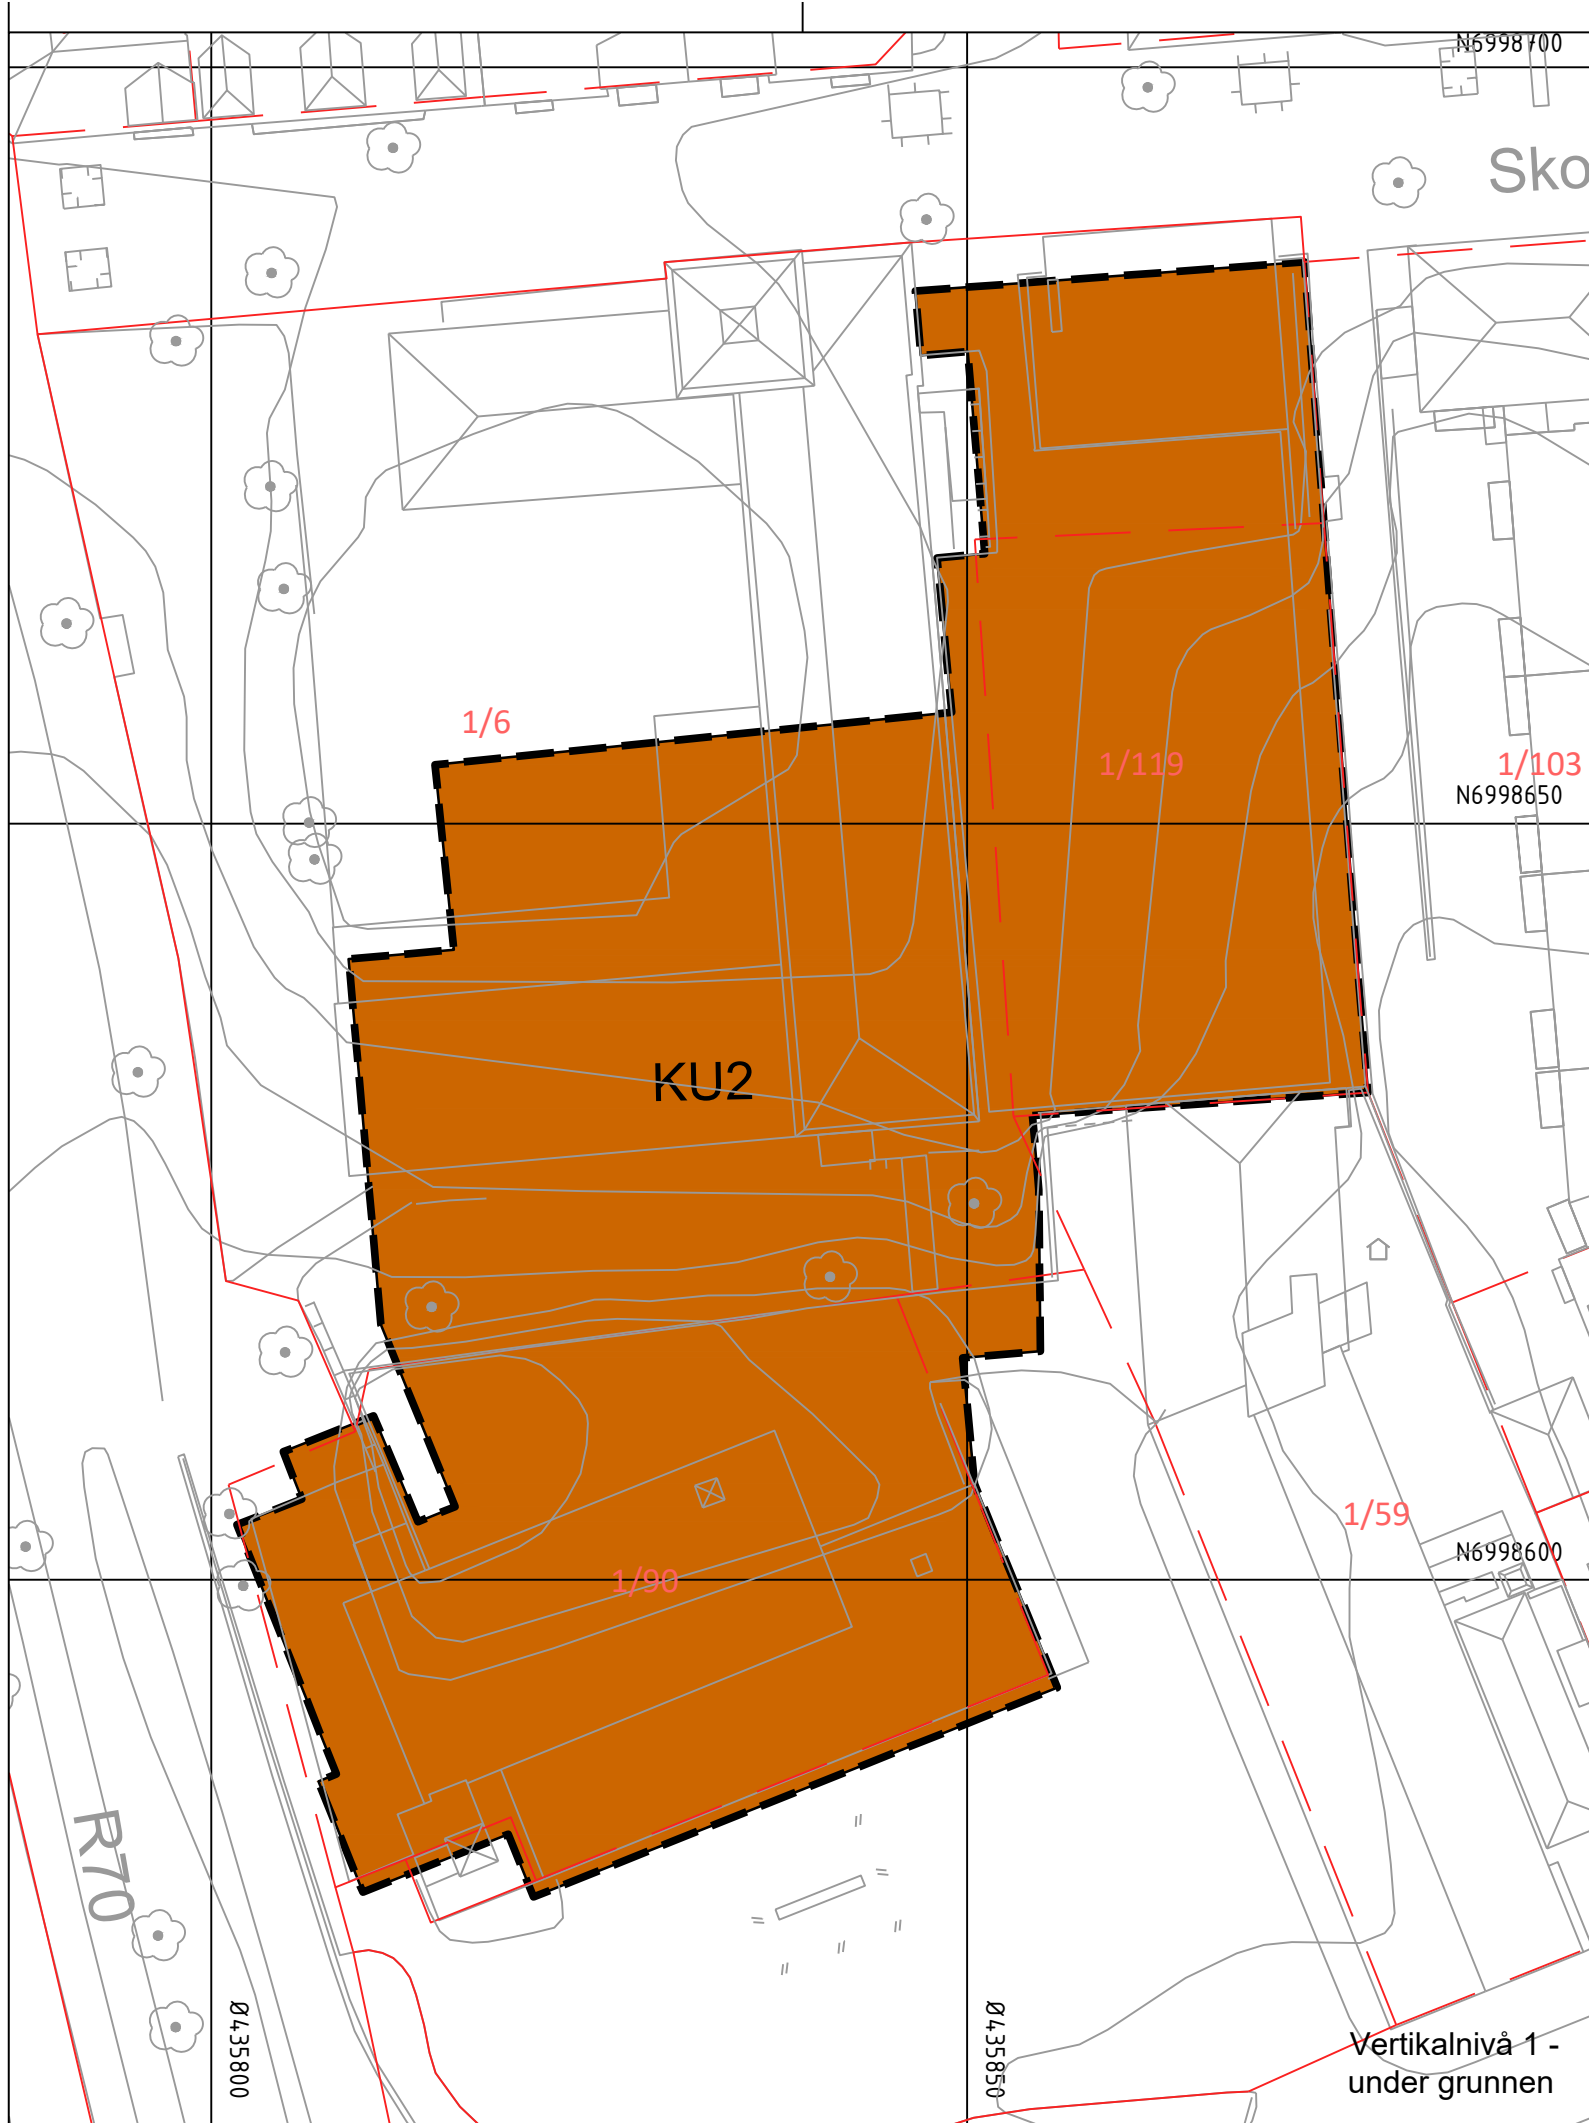 N6998700
Sko
1/6
1/119
1/103
N6998650
KU2
1/59
N6998600
1/90
R70
Ø435800
Ø435850
Vertikalnivå 1 -
under grunnen